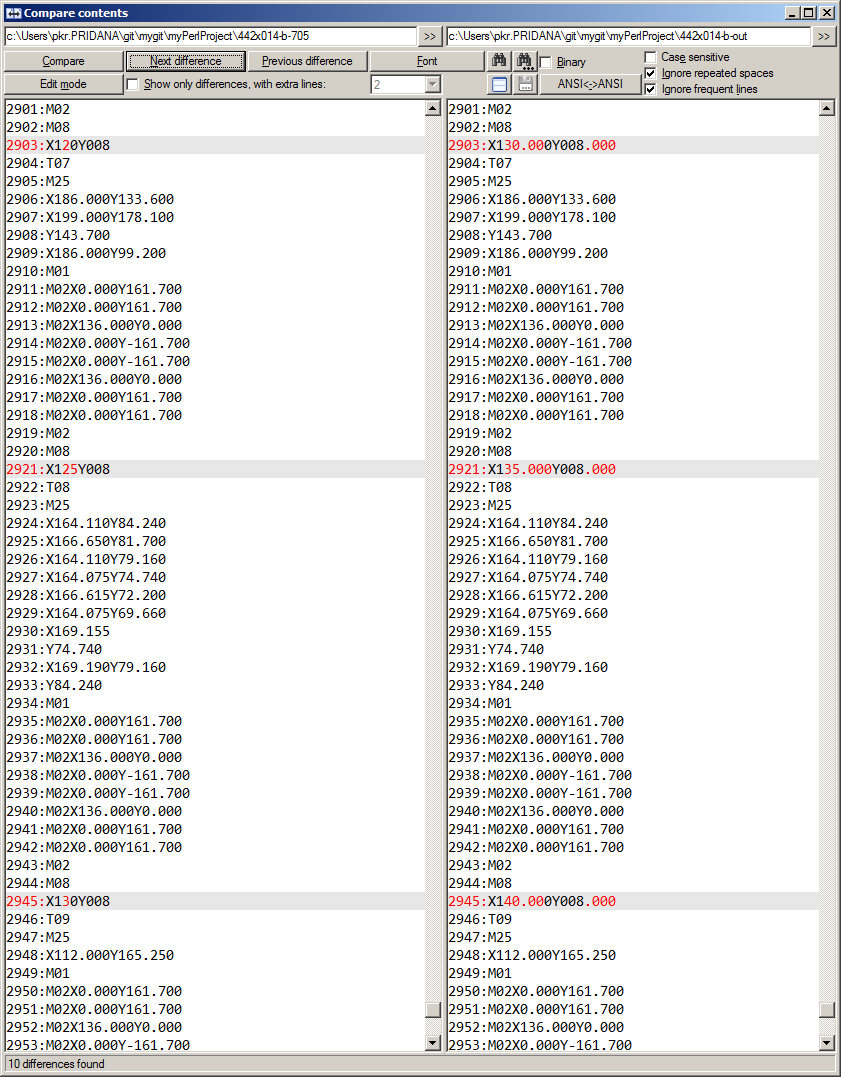 Compare contents
c:\Users\pkr.PRIDANA\git\mygit\myPerlProject\442x014-b-705 >> c:\Users\pkr.PRIDANA\git\mygit\myPerlProject\442x014-b-out >>
Compare Next difference Previous difference Font Binary Case sensitive
Ignore repeated spaces
Edit mode Show only differences, with extra lines: 2 ANSI<->ANSI Ignore frequent lines
2901:M02
2902:M08
2903:X120Y008
2904:T07
2905:M25
2906:X186.000Y133.600
2907:X199.000Y178.100
2908:Y143.700
2909:X186.000Y99.200
2910:M01
2911:M02X0.000Y161.700
2912:M02X0.000Y161.700
2913:M02X136.000Y0.000
2914:M02X0.000Y-161.700
2915:M02X0.000Y-161.700
2916:M02X136.000Y0.000
2917:M02X0.000Y161.700
2918:M02X0.000Y161.700
2919:M02
2920:M08
2921:X125Y008
2922:T08
2923:M25
2924:X164.110Y84.240
2925:X166.650Y81.700
2926:X164.110Y79.160
2927:X164.075Y74.740
2928:X166.615Y72.200
2929:X164.075Y69.660
2930:X169.155
2931:Y74.740
2932:X169.190Y79.160
2933:Y84.240
2934:M01
2935:M02X0.000Y161.700
2936:M02X0.000Y161.700
2937:M02X136.000Y0.000
2938:M02X0.000Y-161.700
2939:M02X0.000Y-161.700
2940:M02X136.000Y0.000
2941:M02X0.000Y161.700
2942:M02X0.000Y161.700
2943:M02
2944:M08
2945:X130Y008
2946:T09
2947:M25
2948:X112.000Y165.250
2949:M01
2950:M02X0.000Y161.700
2951:M02X0.000Y161.700
2952:M02X136.000Y0.000
2953:M02X0.000Y-161.700
2901:M02
2902:M08
2903:X130.000Y008.000
2904:T07
2905:M25
2906:X186.000Y133.600
2907:X199.000Y178.100
2908:Y143.700
2909:X186.000Y99.200
2910:M01
2911:M02X0.000Y161.700
2912:M02X0.000Y161.700
2913:M02X136.000Y0.000
2914:M02X0.000Y-161.700
2915:M02X0.000Y-161.700
2916:M02X136.000Y0.000
2917:M02X0.000Y161.700
2918:M02X0.000Y161.700
2919:M02
2920:M08
2921:X135.000Y008.000
2922:T08
2923:M25
2924:X164.110Y84.240
2925:X166.650Y81.700
2926:X164.110Y79.160
2927:X164.075Y74.740
2928:X166.615Y72.200
2929:X164.075Y69.660
2930:X169.155
2931:Y74.740
2932:X169.190Y79.160
2933:Y84.240
2934:M01
2935:M02X0.000Y161.700
2936:M02X0.000Y161.700
2937:M02X136.000Y0.000
2938:M02X0.000Y-161.700
2939:M02X0.000Y-161.700
2940:M02X136.000Y0.000
2941:M02X0.000Y161.700
2942:M02X0.000Y161.700
2943:M02
2944:M08
2945:X140.000Y008.000
2946:T09
2947:M25
2948:X112.000Y165.250
2949:M01
2950:M02X0.000Y161.700
2951:M02X0.000Y161.700
2952:M02X136.000Y0.000
2953:M02X0.000Y-161.700
10 differences found